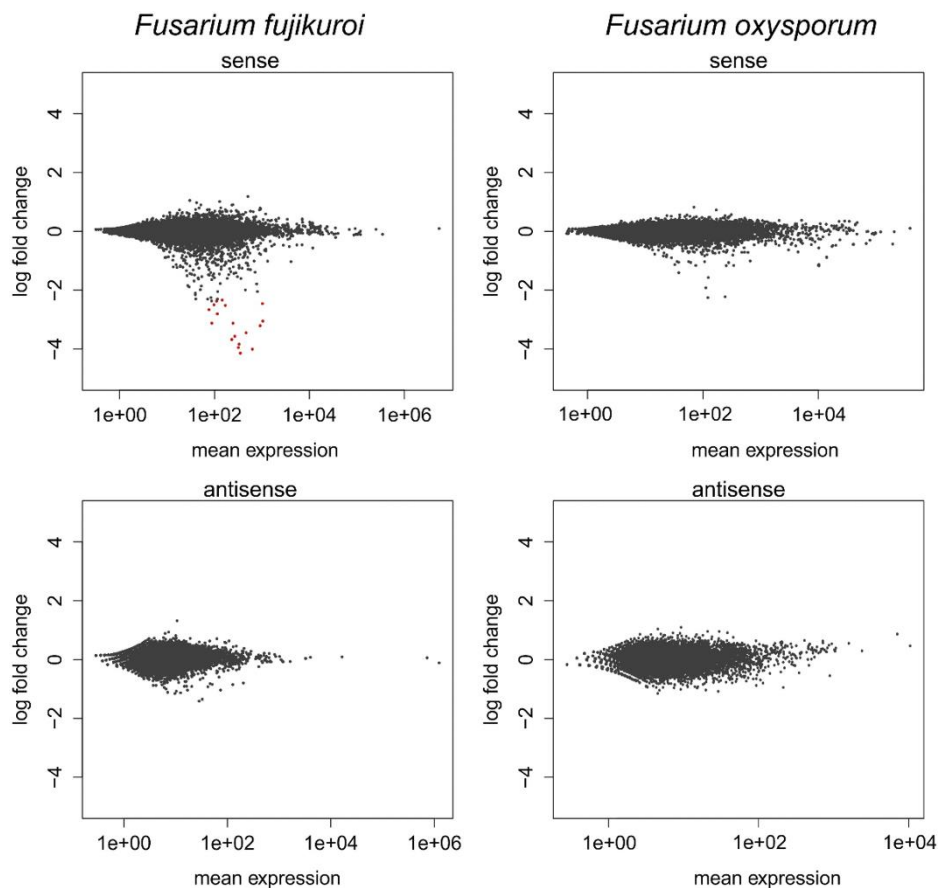 Fusarium fujikuroi
Fusarium oxysporum
sense
sense
log fold change
4
2
0
−2
−4
1e+00
1e+02
1e+04
1e+06
mean expression
log fold change
4
2
0
−2
−4
1e+00
1e+02
1e+04
mean expression
antisense
antisense
log fold change
4
2
0
−2
−4
1e+00
1e+02
1e+04
1e+06
mean expression
log fold change
4
2
0
−2
−4
1e+00
1e+02
1e+04
mean expression